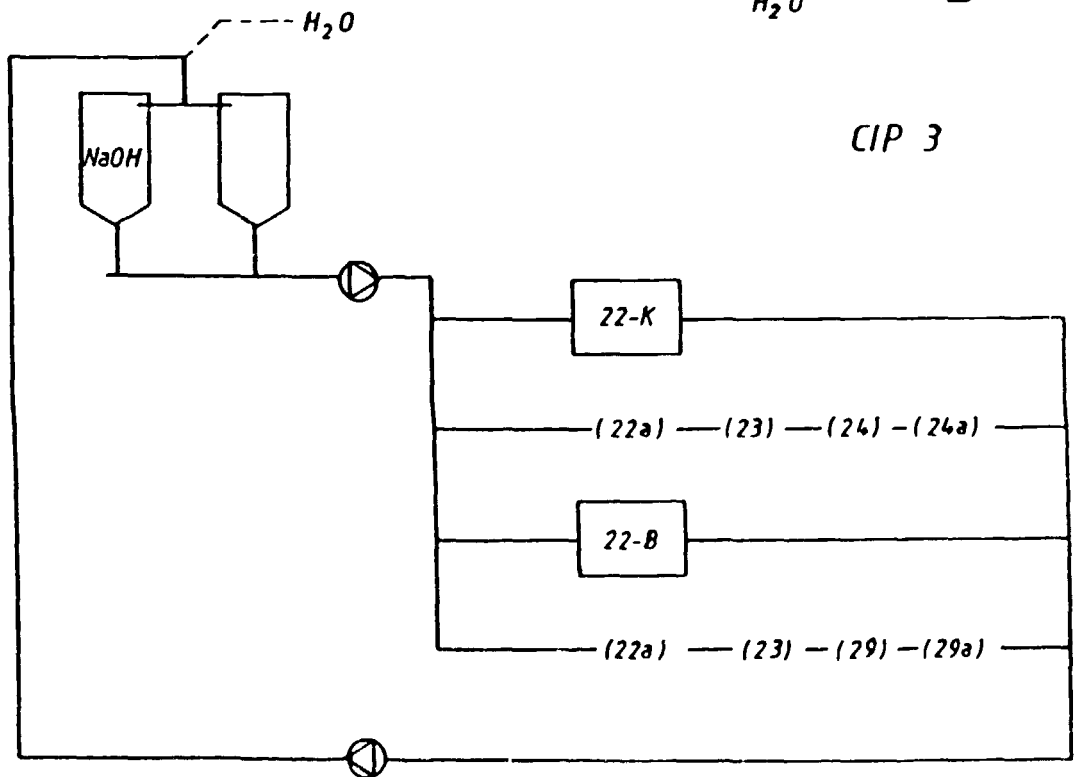 H₂O
H₂O
CIP 3
NaOH
22-K
(22a) — (23) — (24) — (24a)
22-B
(22a) — (23) — (29) — (29a)